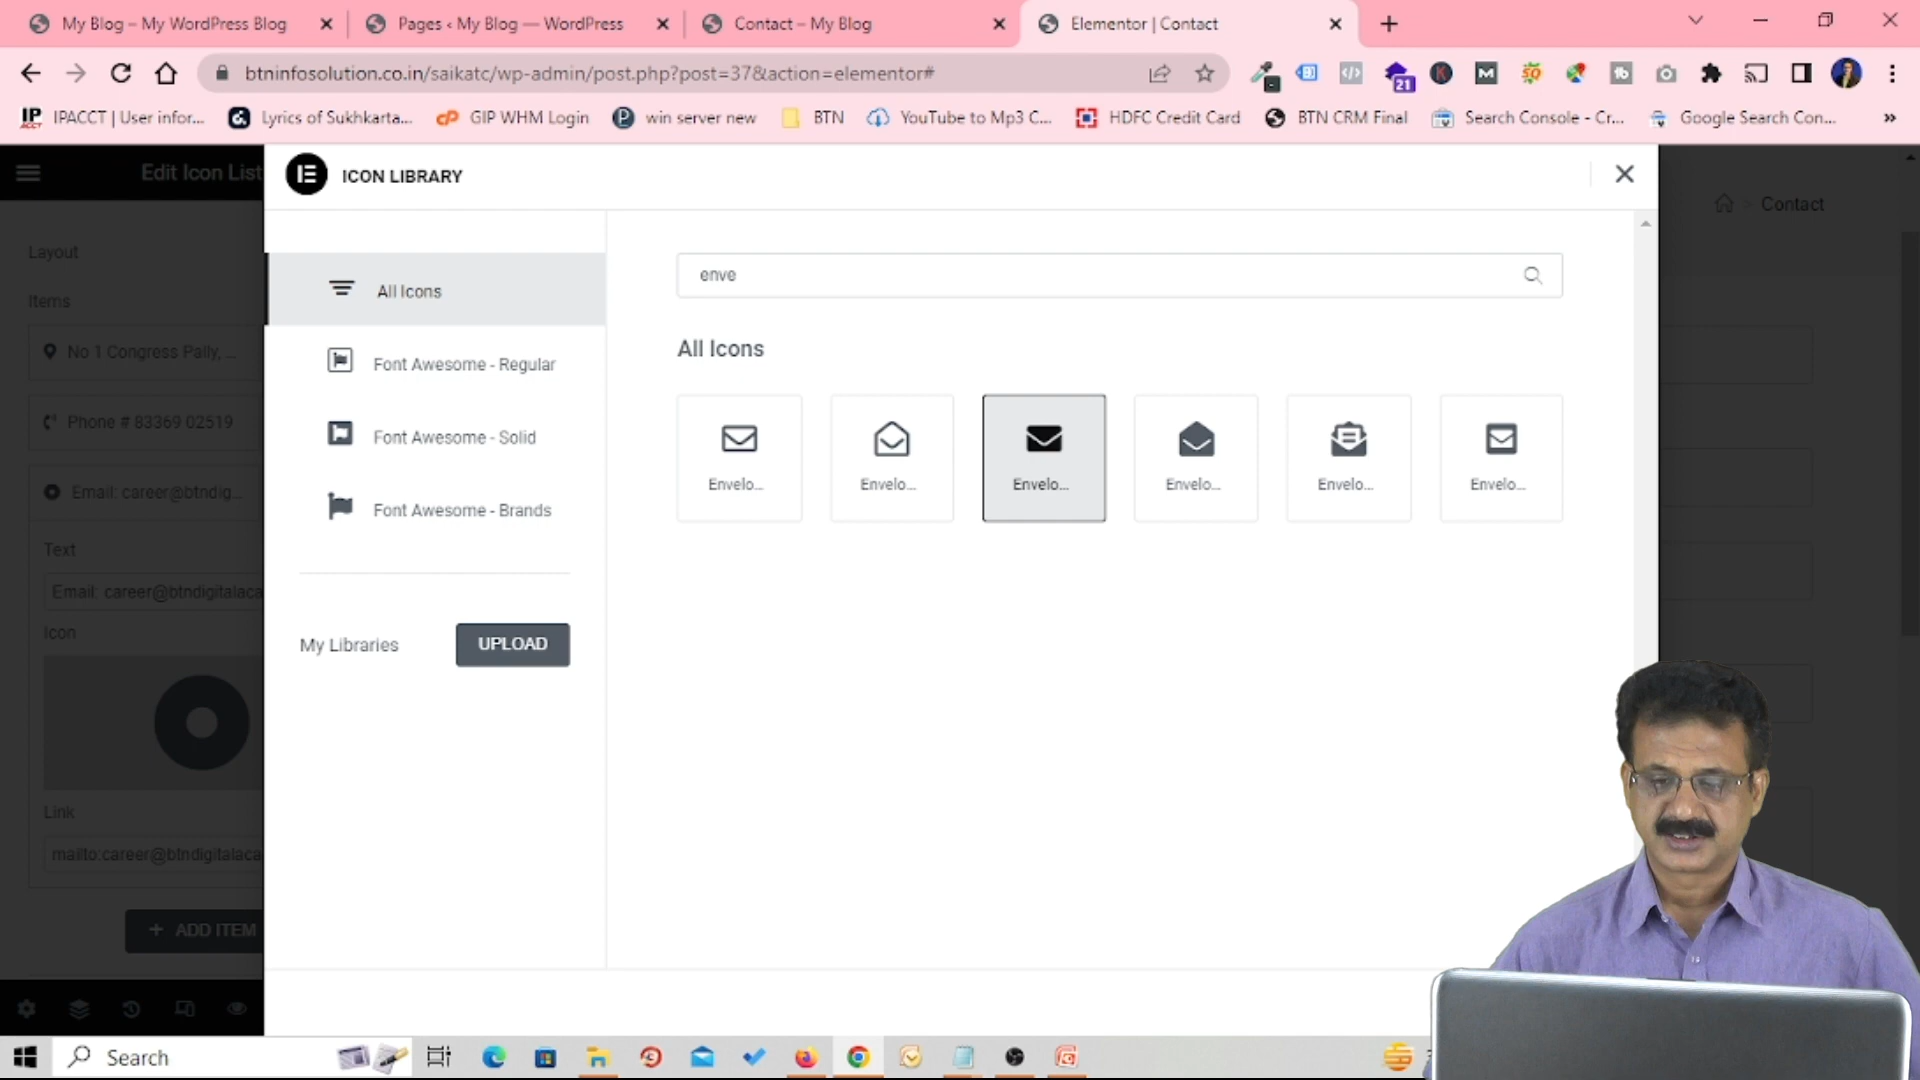 My Blog – My WordPress Blog
Pages ‹ My Blog — WordPress
Contact – My Blog
Elementor | Contact
btninfosolution.co.in/saikatc/wp-admin/post.php?post=37&action=elementor#
21
IPACCT | User infor...
Lyrics of Sukhkarta...
GIP WHM Login
win server new
BTN
YouTube to Mp3 C...
HDFC Credit Card
BTN CRM Final
Search Console - Cr...
Google Search Con...
»
Edit Icon List
ICON LIBRARY
> Contact
Layout
enve
All Icons
Items
All Icons
No 1 Congress Pally, ...
Font Awesome - Regular
Phone # 83369 02519
Font Awesome - Solid
Envelo...
Envelo...
Envelo...
Envelo...
Envelo...
Envelo...
Email: career@btndig...
Font Awesome - Brands
Text
Email: career@btndigitalaca
Icon
My Libraries
UPLOAD
Link
mailto:career@btndigitalaca
+ ADD ITEM
Search